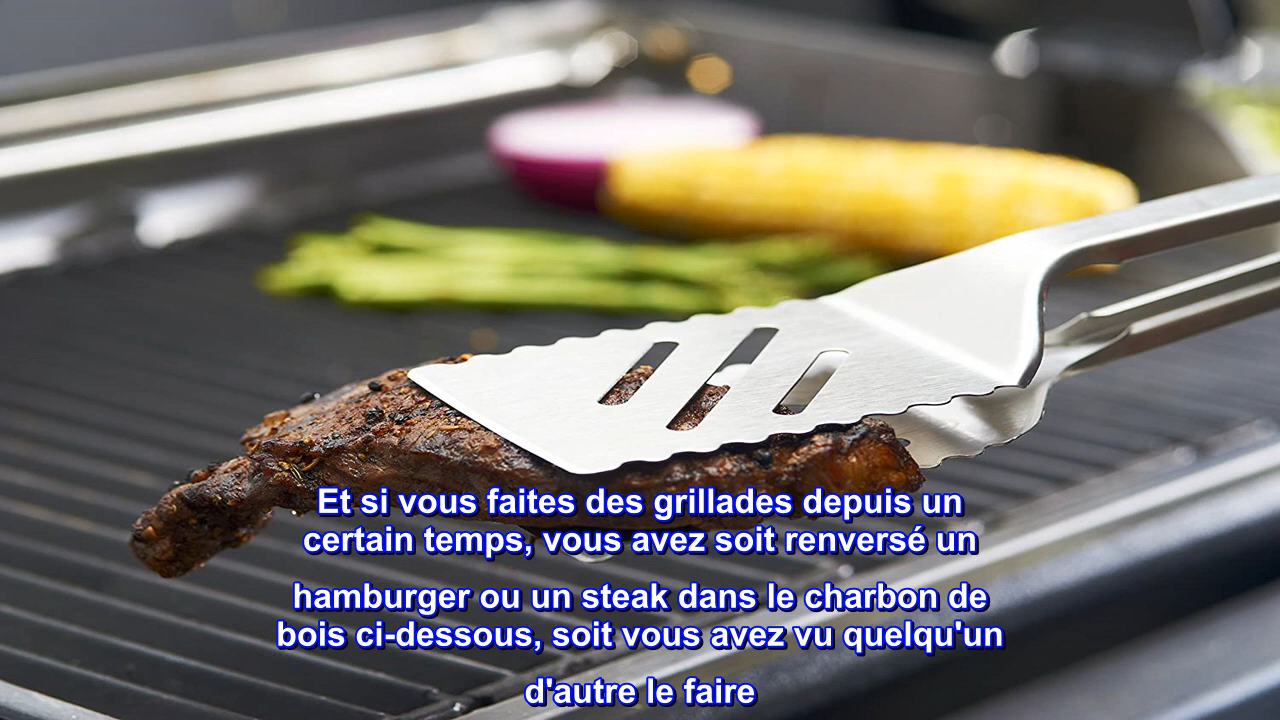 Et si vous faites des grillades depuis un
certain temps, vous avez soit renversé un
hamburger ou un steak dans le charbon de
bois ci-dessous, soit vous avez vu quelqu'un
d'autre le faire